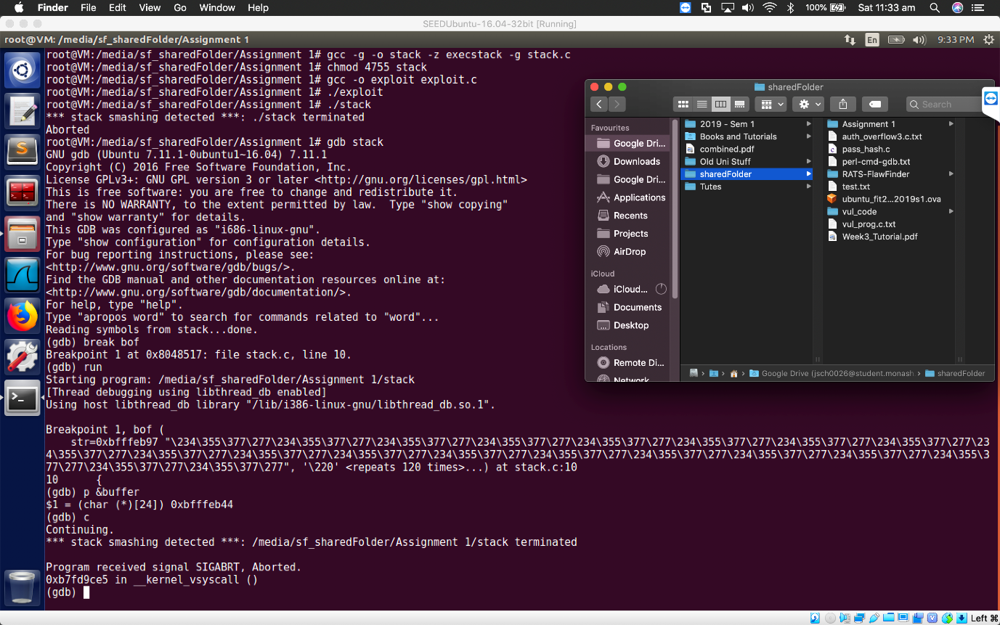 Finder File Edit View Go Window Help 100% Sat 11:33 am
SEEDUbuntu-16.04-32bit [Running]
root@VM: /media/sf_sharedFolder/Assignment 1 En 9:33 PM
root@VM:/media/sf_sharedFolder/Assignment 1# gcc -g -o stack -z execstack -g stack.c
root@VM:/media/sf_sharedFolder/Assignment 1# chmod 4755 stack
root@VM:/media/sf_sharedFolder/Assignment 1# gcc -o exploit exploit.c
root@VM:/media/sf_sharedFolder/Assignment 1# ./exploit
root@VM:/media/sf_sharedFolder/Assignment 1# ./stack
*** stack smashing detected ***: ./stack terminated
Aborted
root@VM:/media/sf_sharedFolder/Assignment 1# gdb stack
GNU gdb (Ubuntu 7.11.1-0ubuntu1~16.04) 7.11.1
Copyright (C) 2016 Free Software Foundation, Inc.
License GPLv3+: GNU GPL version 3 or later <http://gnu.org/licenses/gpl.html>
This is free software: you are free to change and redistribute it.
There is NO WARRANTY, to the extent permitted by law.  Type "show copying"
and "show warranty" for details.
This GDB was configured as "i686-linux-gnu".
Type "show configuration" for configuration details.
For bug reporting instructions, please see:
<http://www.gnu.org/software/gdb/bugs/>.
Find the GDB manual and other documentation resources online at:
<http://www.gnu.org/software/gdb/documentation/>.
For help, type "help".
Type "apropos word" to search for commands related to "word"...
Reading symbols from stack...done.
(gdb) break bof
Breakpoint 1 at 0x8048517: file stack.c, line 10.
(gdb) run
Starting program: /media/sf_sharedFolder/Assignment 1/stack
[Thread debugging using libthread_db enabled]
Using host libthread_db library "/lib/i386-linux-gnu/libthread_db.so.1".
Breakpoint 1, bof (
str=0xbfffeb97 "\234\355\377\277\234\355\377\277\234\355\377\277\234\355\377\277\234\355\377\277\234\355\377\277\234\355\377\277\234\355\377\277\234\355\377\277\23
4\355\377\277\234\355\377\277\234\355\377\277\234\355\377\277\234\355\377\277\234\355\377\277\234\355\377\277\234\355\377\277\234\355\377\277\234\355\377\277\234\355\3
77\277\234\355\377\277\234\355\377\277", '\220' <repeats 120 times>...) at stack.c:10
10 {
(gdb) p &buffer
$1 = (char (*)[24]) 0xbfffeb44
(gdb) c
Continuing.
*** stack smashing detected ***: /media/sf_sharedFolder/Assignment 1/stack terminated
Program received signal SIGABRT, Aborted.
0xb7fd9ce5 in __kernel_vsyscall ()
(gdb)
sharedFolder
Search
Favourites
Google Dri...
Downloads
Google Dri...
Applications
Recents
Projects
AirDrop
iCloud
iCloud...
Documents
Desktop
Locations
Remote Di...
Network
2019 - Sem 1
Books and Tutorials
combined.pdf
Old Uni Stuff
sharedFolder
Tutes
Assignment 1
auth_overflow3.c.txt
pass_hash.c
perl-cmd-gdb.txt
RATS-FlawFinder
test.txt
ubuntu_fit2...2019s1.ova
vul_code
vul_prog.c.txt
Week3_Tutorial.pdf
Google Drive (jsch0026@student.monash › sharedFolder
Left ⌘